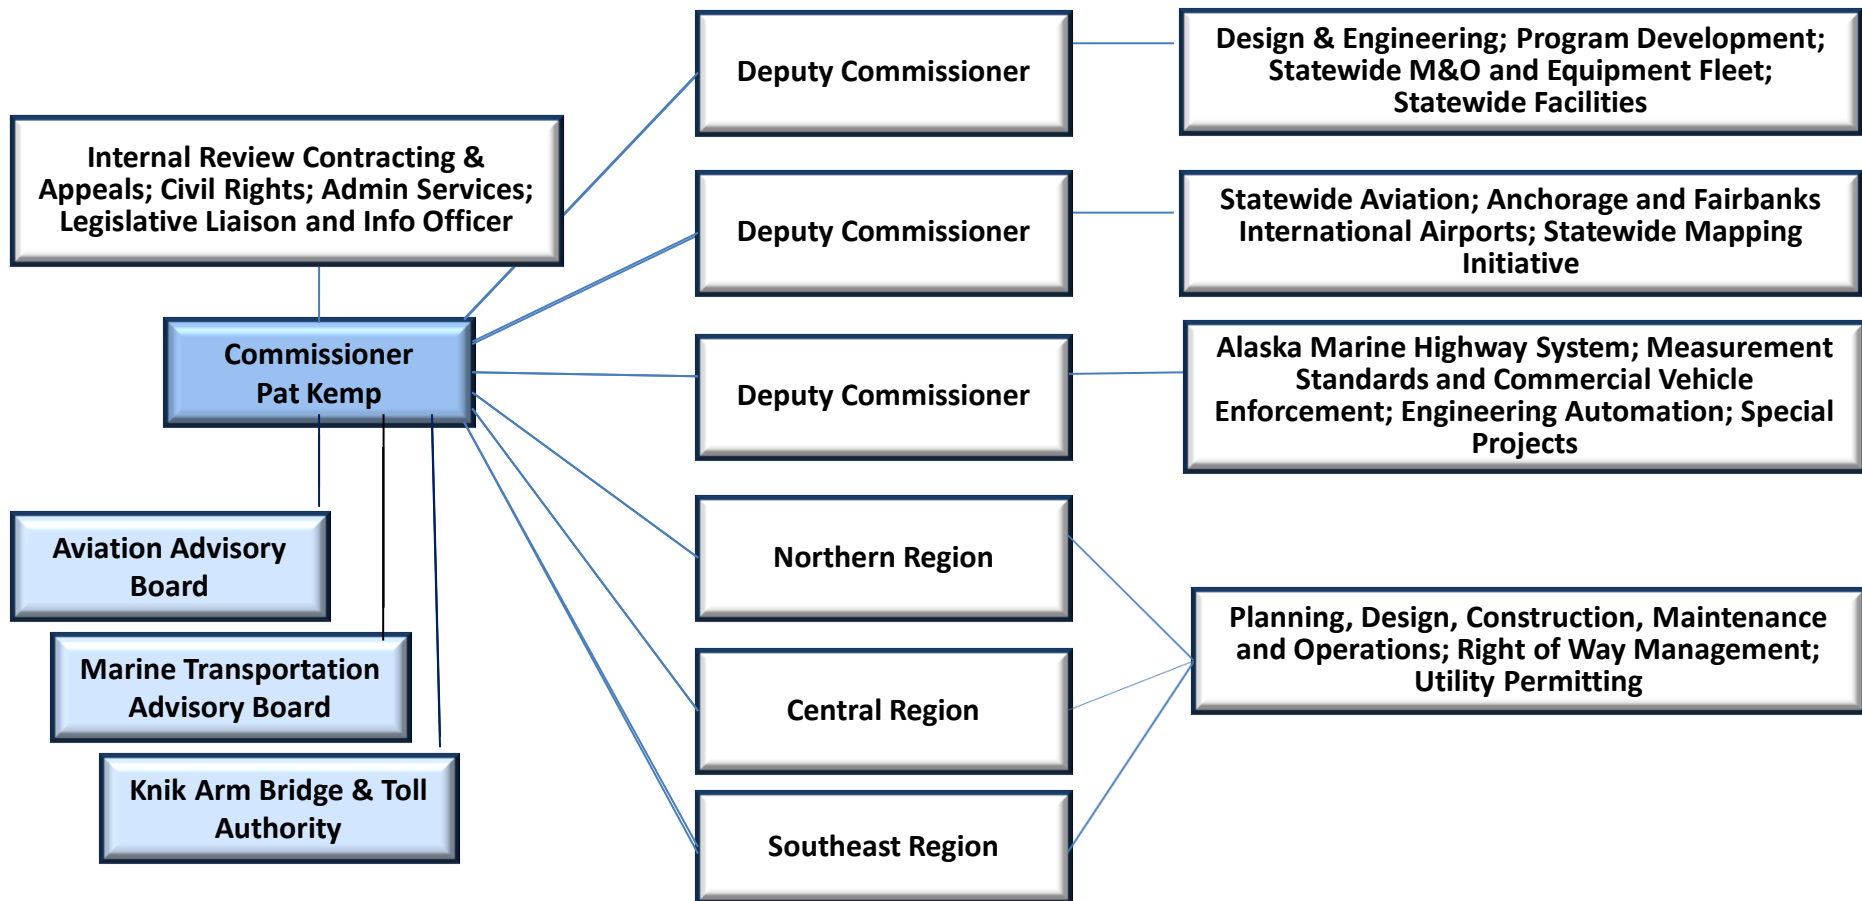 Deputy Commissioner
Design & Engineering; Program Development;
Statewide M&O and Equipment Fleet;
Statewide Facilities
Internal Review Contracting &
Appeals; Civil Rights; Admin Services;
Legislative Liaison and Info Officer
Deputy Commissioner
Statewide Aviation; Anchorage and Fairbanks
International Airports; Statewide Mapping
Initiative
Commissioner
Pat Kemp
Deputy Commissioner
Alaska Marine Highway System; Measurement
Standards and Commercial Vehicle
Enforcement; Engineering Automation; Special
Projects
Aviation Advisory
Board
Northern Region
Marine Transportation
Advisory Board
Central Region
Planning, Design, Construction, Maintenance
and Operations; Right of Way Management;
Utility Permitting
Knik Arm Bridge & Toll
Authority
Southeast Region